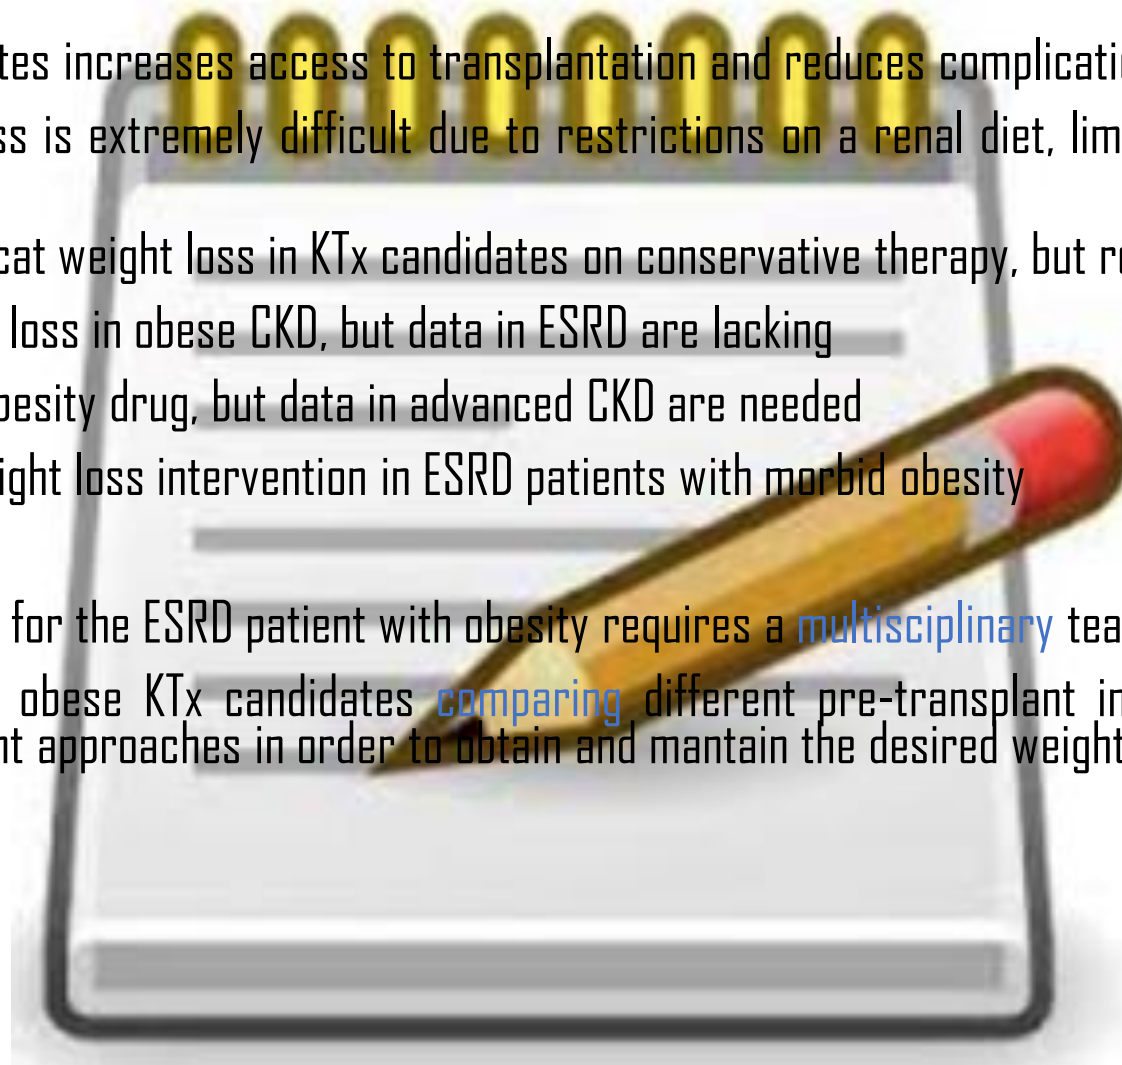 tes increases access to transplantation and reduces complicati
ss is extremely difficult due to restrictions on a renal diet, lim
cat weight loss in KTx candidates on conservative therapy, but re
loss in obese CKD, but data in ESRD are lacking
besity drug, but data in advanced CKD are needed
ight loss intervention in ESRD patients with morbid obesity
for the ESRD patient with obesity requires a multisciplinary tea
obese KTx candidates comparing different pre-transplant in
nt approaches in order to obtain and mantain the desired weight